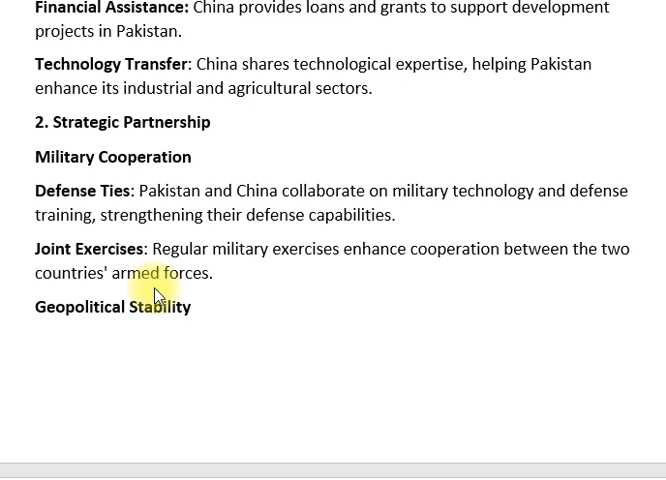 Financial Assistance: China provides loans and grants to support development
projects in Pakistan.
Technology Transfer: China shares technological expertise, helping Pakistan
enhance its industrial and agricultural sectors.
2. Strategic Partnership
Military Cooperation
Defense Ties: Pakistan and China collaborate on military technology and defense
training, strengthening their defense capabilities.
Joint Exercises: Regular military exercises enhance cooperation between the two
countries' armed forces.
Geopolitical Stability